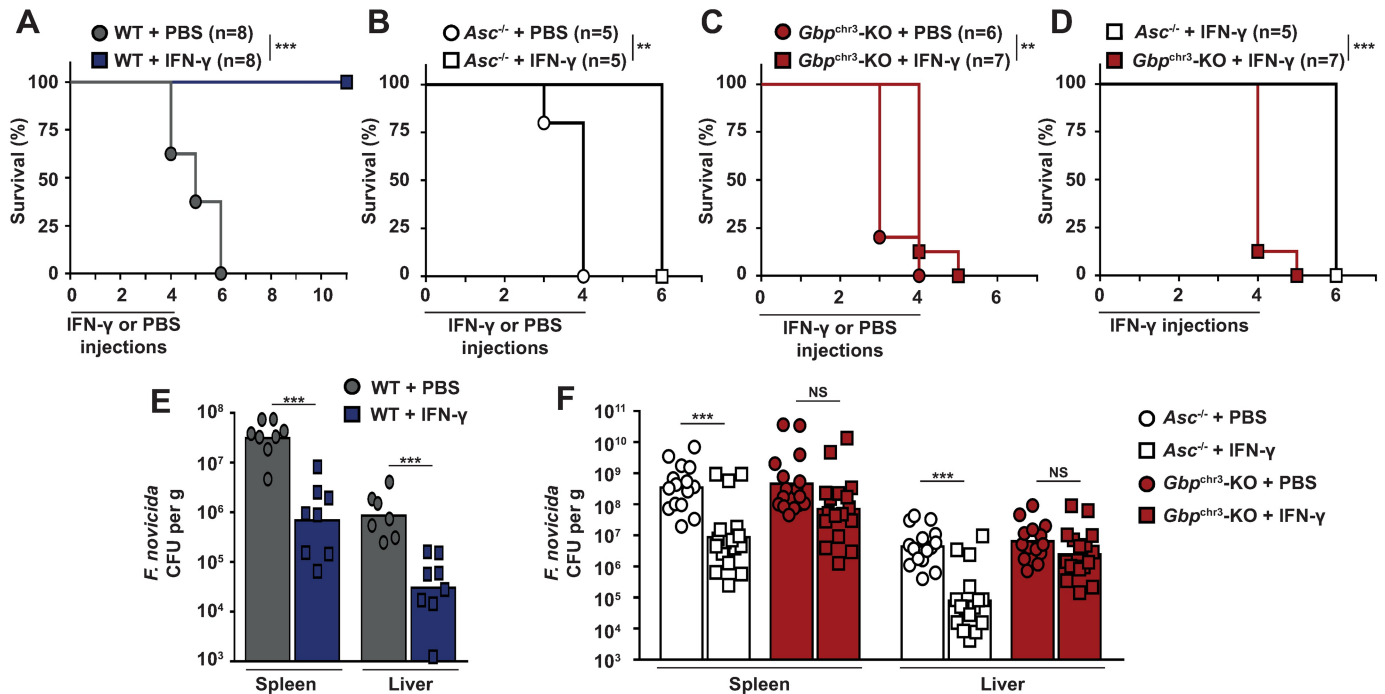 A
WT + PBS (n=8)
WT + IFN-γ (n=8)
***
Survival (%)
100
75
50
25
0
0 2 4 6 8 10
IFN-γ or PBS
injections
B
Asc-/- + PBS (n=5)
Asc-/- + IFN-γ (n=5)
**
Survival (%)
100
75
50
25
0
0 2 4 6
IFN-γ or PBS
injections
C
Gbpchr3-KO + PBS (n=6)
Gbpchr3-KO + IFN-γ (n=7)
**
Survival (%)
100
75
50
25
0
0 2 4 6
IFN-γ or PBS
injections
D
Asc-/- + IFN-γ (n=5)
Gbpchr3-KO + IFN-γ (n=7)
***
Survival (%)
100
75
50
25
0
0 2 4 6
IFN-γ injections
E
WT + PBS
WT + IFN-γ
F. novicida
CFU per g
10⁸
10⁷
10⁶
10⁵
10⁴
10³
***
***
Spleen Liver
F
F. novicida
CFU per g
10¹¹
10¹⁰
10⁹
10⁸
10⁷
10⁶
10⁵
10⁴
10³
***
NS
***
NS
Spleen Liver
Asc-/- + PBS
Asc-/- + IFN-γ
Gbpchr3-KO + PBS
Gbpchr3-KO + IFN-γ